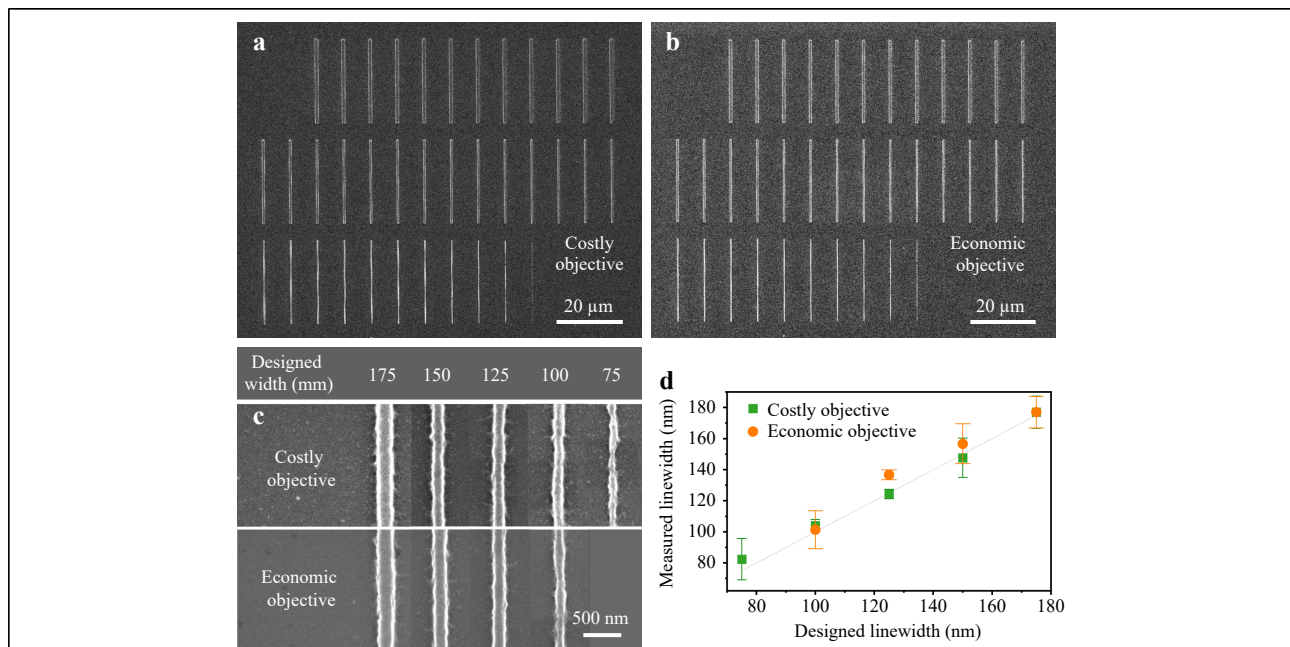 a
Costly
objective
20 µm
b
Economic
objective
20 µm
Designed
width (mm)
175 150 125 100 75
c
Costly
objective
Economic
objective
500 nm
d
Costly objective
Economic objective
Measured linewidth (nm)
180
160
140
120
100
80
80 100 120 140 160 180
Designed linewidth (nm)